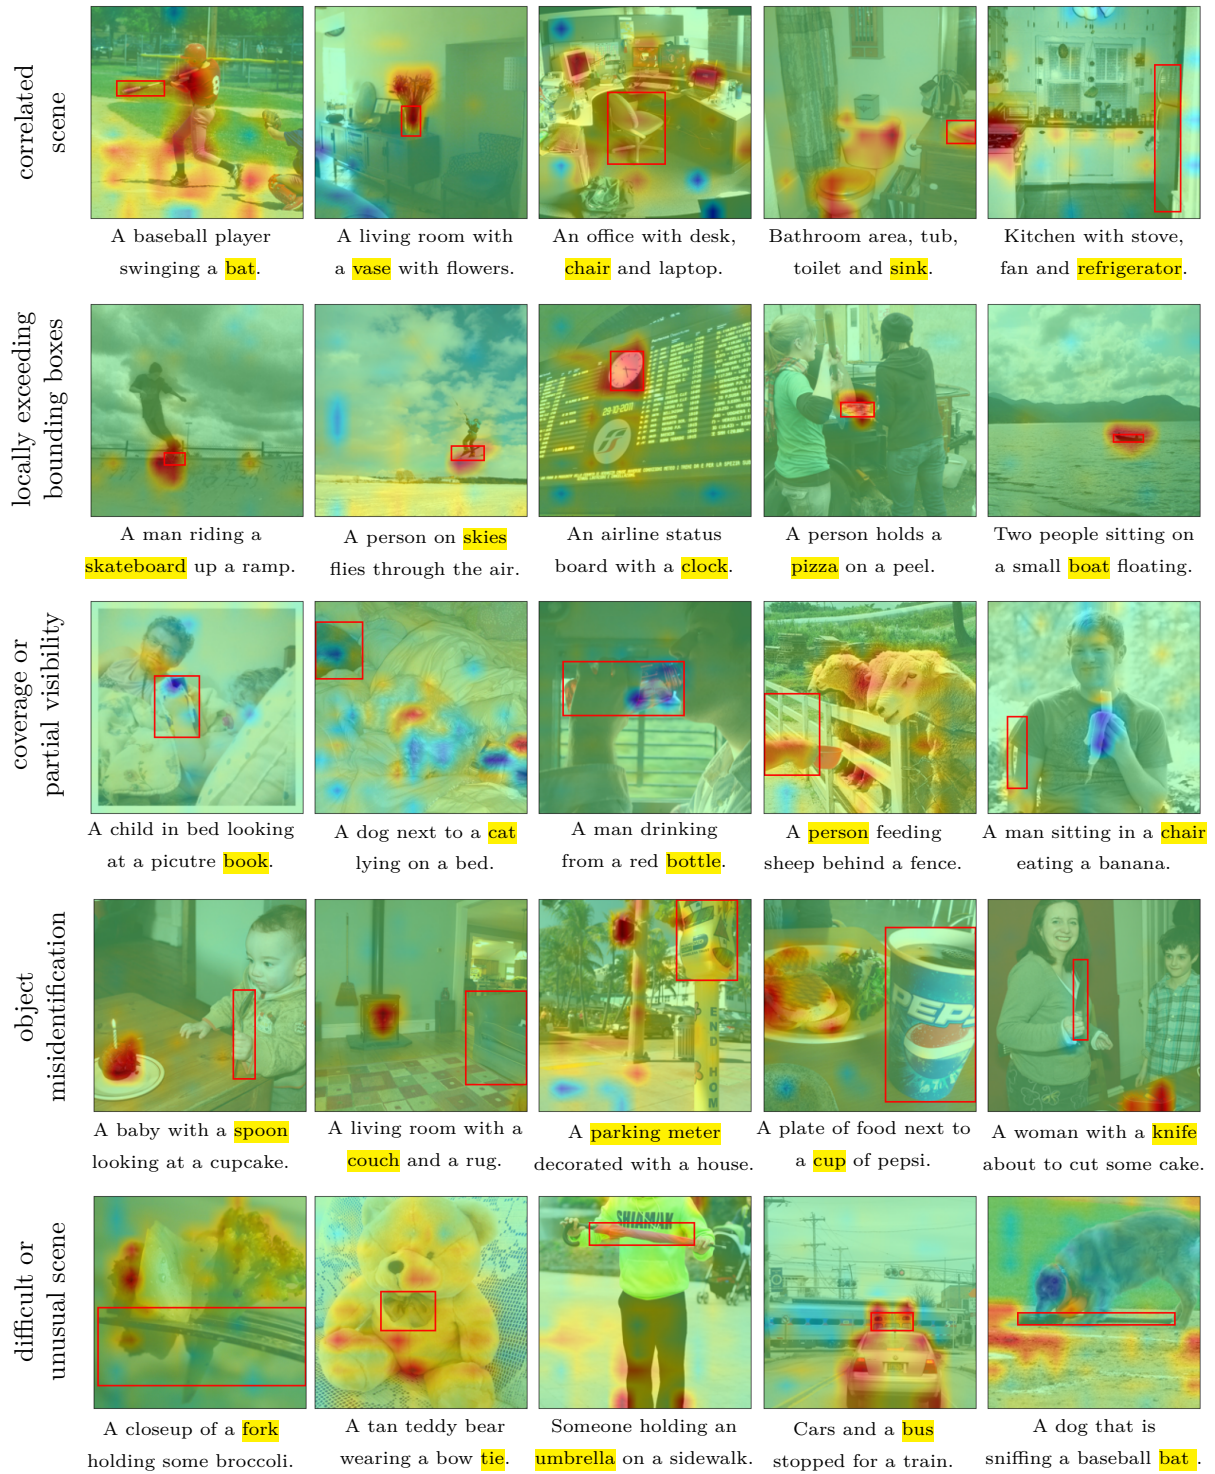 correlated
scene
A baseball player
swinging a bat.
A living room with
a vase with flowers.
An office with desk,
chair and laptop.
Bathroom area, tub,
toilet and sink.
Kitchen with stove,
fan and refrigerator.
locally exceeding
bounding boxes
29-10-2011
A man riding a
skateboard up a ramp.
A person on skies
flies through the air.
An airline status
board with a clock.
A person holds a
pizza on a peel.
Two people sitting on
a small boat floating.
coverage or
partial visibility
A child in bed looking
at a picutre book.
A dog next to a cat
lying on a bed.
A man drinking
from a red bottle.
A person feeding
sheep behind a fence.
A man sitting in a chair
eating a banana.
object
misidentification
END HOM
PEPS
A baby with a spoon
looking at a cupcake.
A living room with a
couch and a rug.
A parking meter
decorated with a house.
A plate of food next to
a cup of pepsi.
A woman with a knife
about to cut some cake.
difficult or
unusual scene
SHIAMAK
A closeup of a fork
holding some broccoli.
A tan teddy bear
wearing a bow tie.
Someone holding an
umbrella on a sidewalk.
Cars and a bus
stopped for a train.
A dog that is
sniffing a baseball bat .